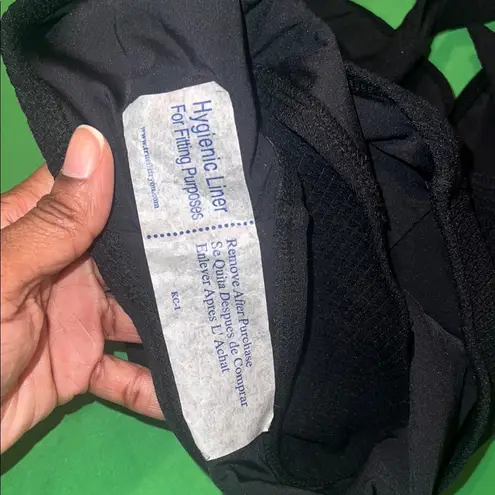 Hygienic Liner
For Fitting Purposes
Remove After Purchase
Se Quita Despues de Comprar
Enlever Apres L' Achat
KC-1